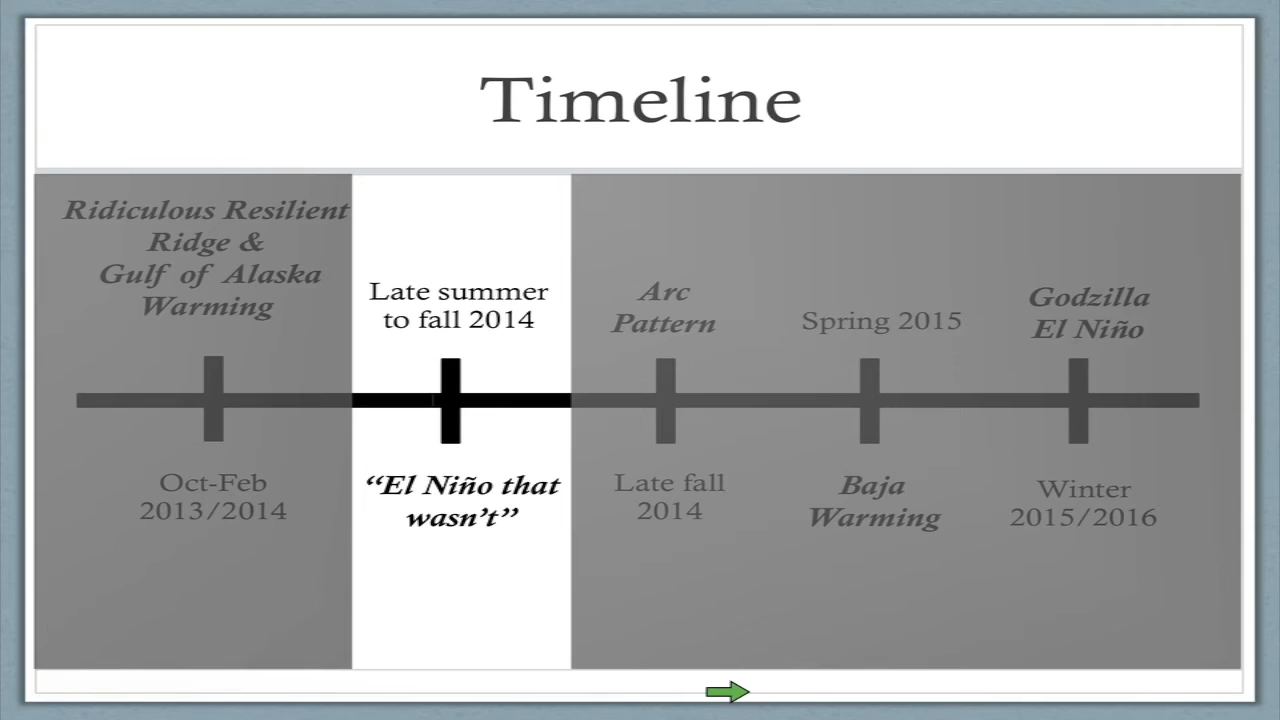 Timeline
Ridiculous Resilient
Ridge &
Gulf of Alaska
Warming
Oct-Feb
2013/2014
Late summer
to fall 2014
“El Niño that
wasn’t”
Arc
Pattern
Late fall
2014
Spring 2015
Baja
Warming
Godzilla
El Niño
Winter
2015/2016